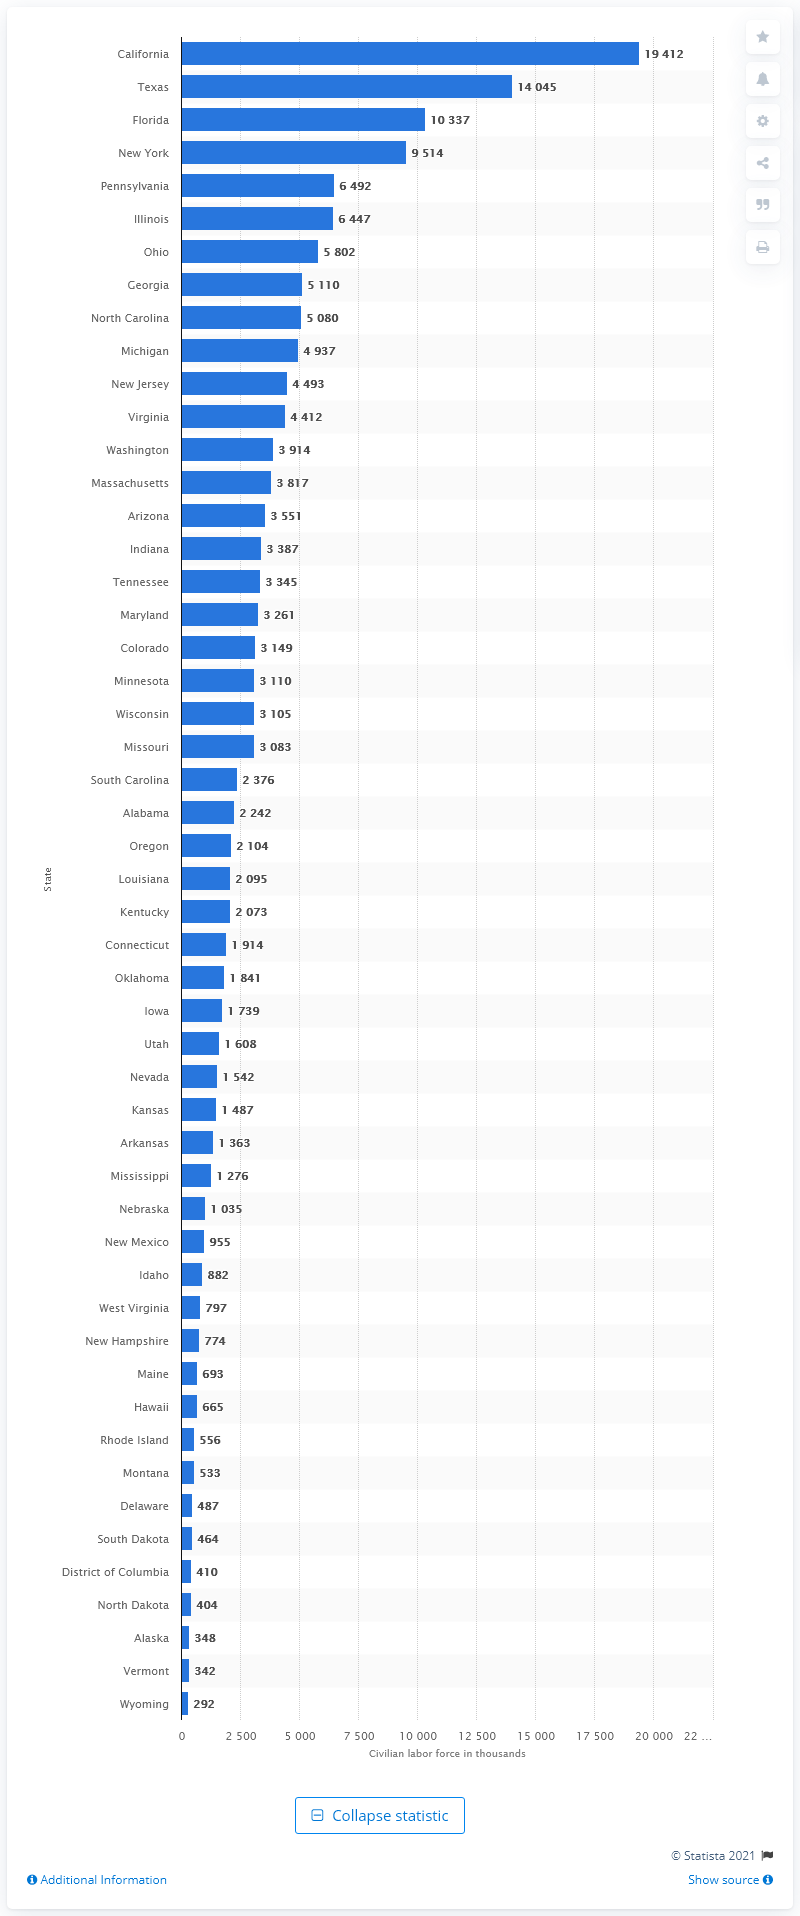 California 19 412
Texas 14 045
Florida 10 337
New York 9 514
Pennsylvania 6 492
Illinois 6 447
Ohio 5 802
Georgia 5 110
North Carolina 5 080
Michigan 4 937
New Jersey 4 493
Virginia 4 412
Washington 3 914
Massachusetts 3 817
Arizona 3 551
Indiana 3 387
Tennessee 3 345
Maryland 3 261
Colorado 3 149
Minnesota 3 110
Wisconsin 3 105
Missouri 3 083
South Carolina 2 376
Alabama 2 242
Oregon 2 104
State
Louisiana 2 095
Kentucky 2 073
Connecticut 1 914
Oklahoma 1 841
Iowa 1 739
Utah 1 608
Nevada 1 542
Kansas 1 487
Arkansas 1 363
Mississippi 1 276
Nebraska 1 035
New Mexico 955
Idaho 882
West Virginia 797
New Hampshire 774
Maine 693
Hawaii 665
Rhode Island 556
Montana 533
Delaware 487
South Dakota 464
District of Columbia 410
North Dakota 404
Alaska 348
Vermont 342
Wyoming 292
0 2 500 5 000 7 500 10 000 12 500 15 000 17 500 20 000 22 ...
Civilian labor force in thousands
Collapse statistic
© Statista 2021
Additional Information Show source